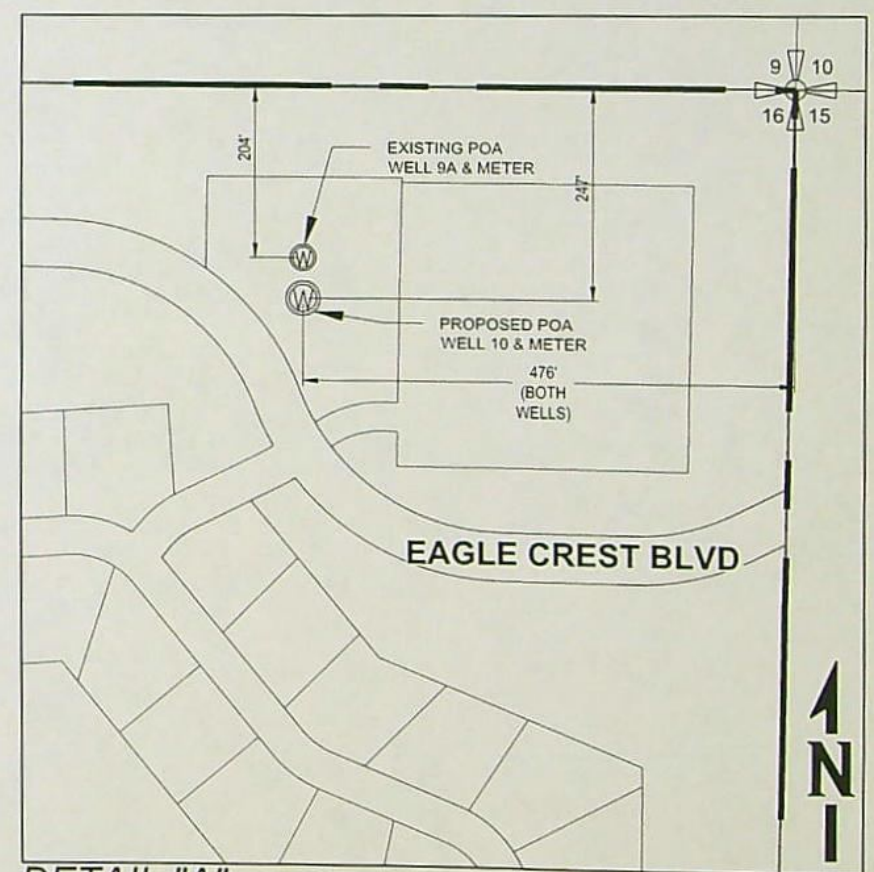 9 10
16 15
204'
EXISTING POA
WELL 9A & METER
247'
W
W
PROPOSED POA
WELL 10 & METER
476'
(BOTH
WELLS)
EAGLE CREST BLVD
N
DETAIL "W"